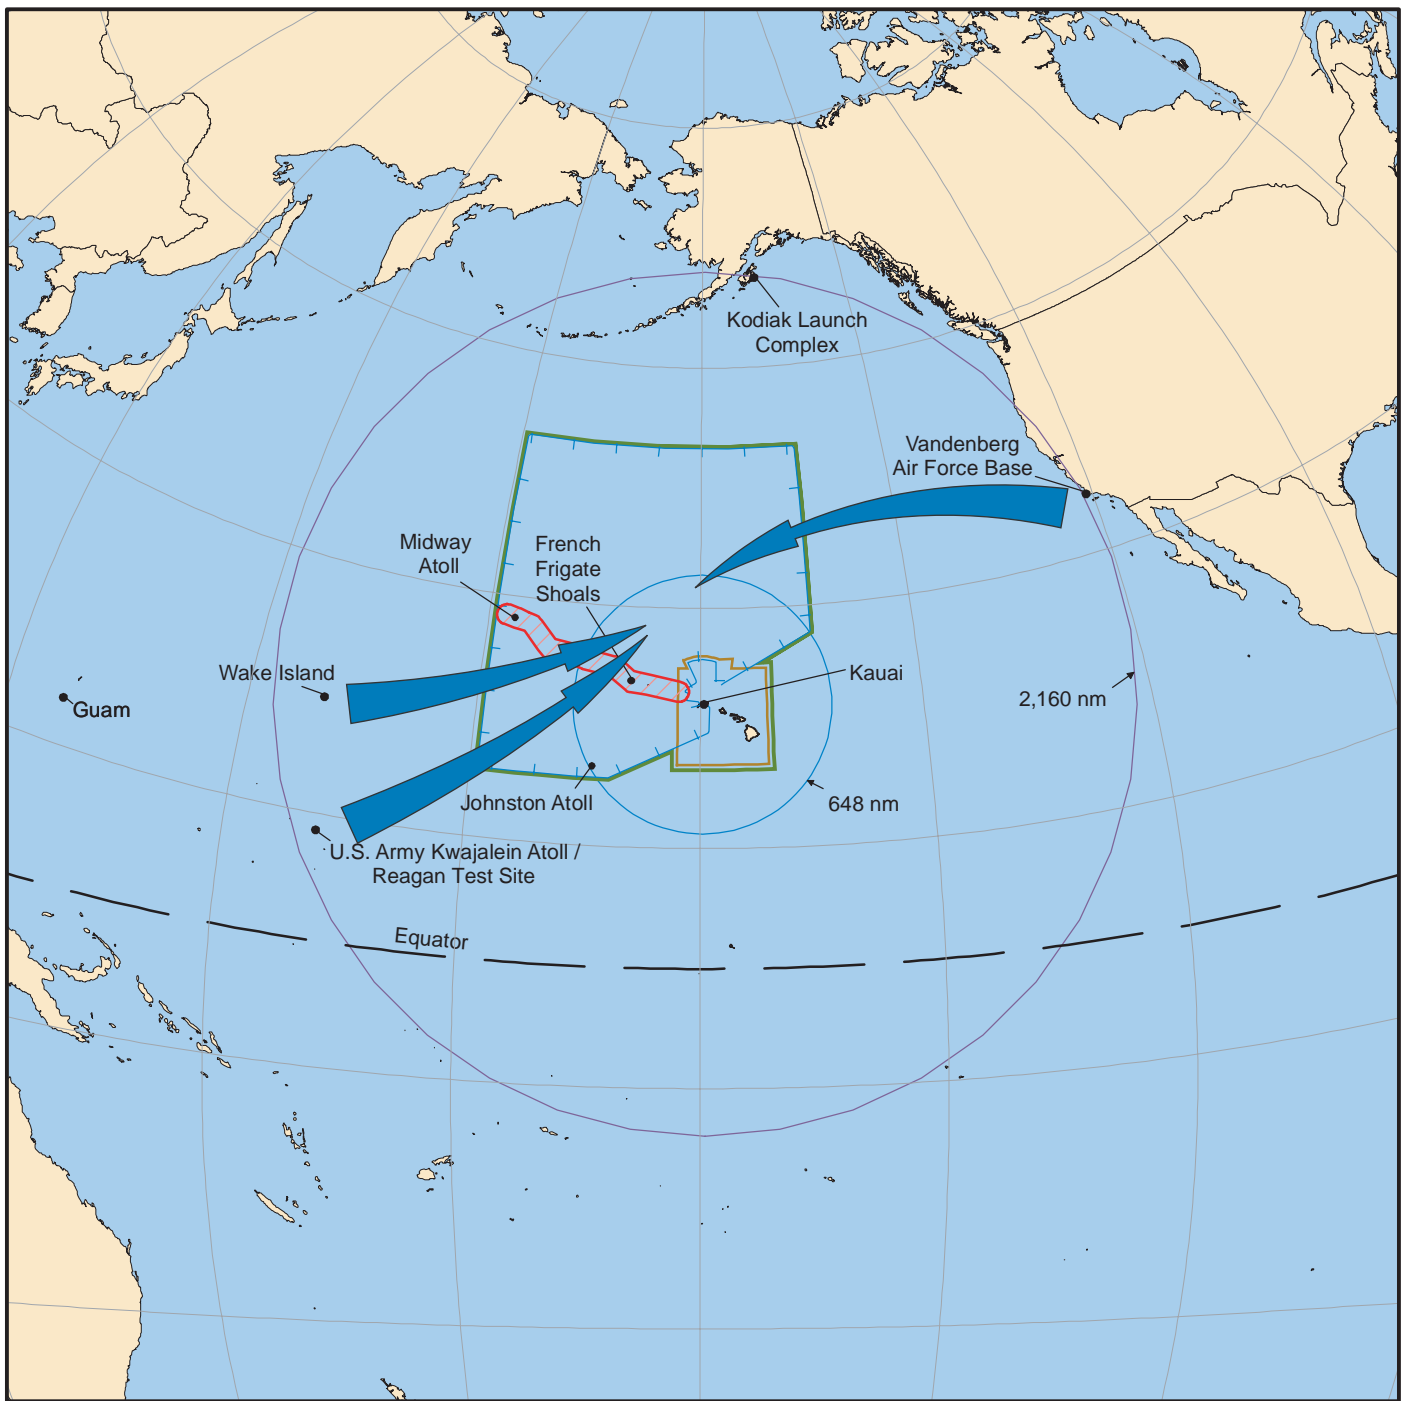 Kodiak Launch
Complex
Vandenberg
Air Force Base
Midway
Atoll
French
Frigate
Shoals
Wake Island
Kauai
Guam
2,160 nm
Johnston Atoll
648 nm
U.S. Army Kwajalein Atoll /
Reagan Test Site
Equator